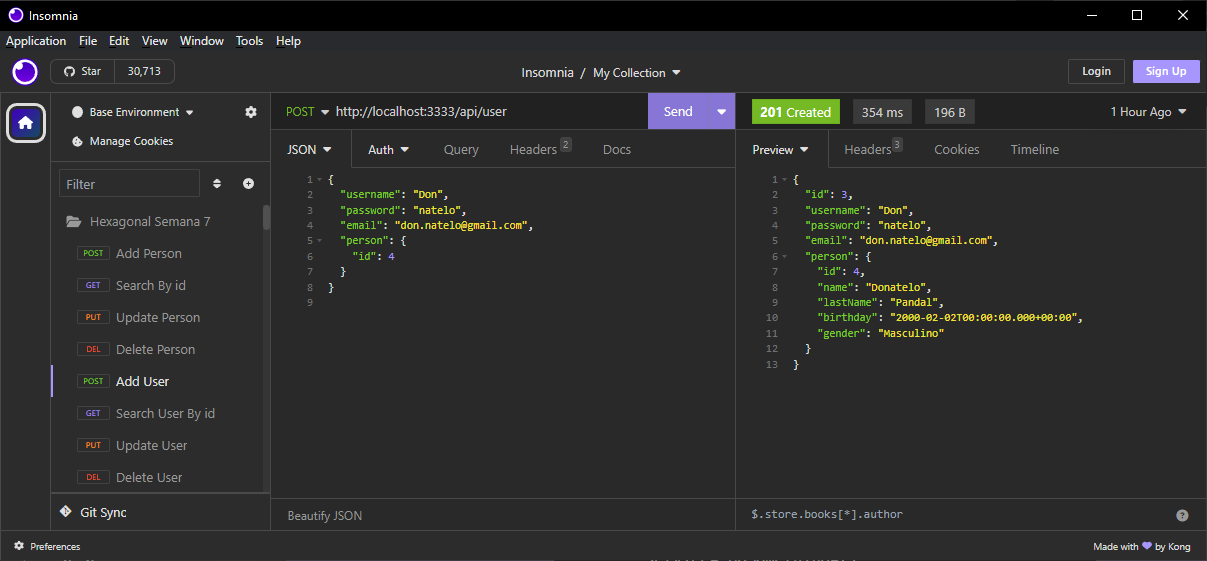 Insomnia
Application File Edit View Window Tools Help
Star 30,713
Insomnia / My Collection
Login Sign Up
Base Environment
Manage Cookies
Filter
Hexagonal Semana 7
POST Add Person
GET Search By id
PUT Update Person
DEL Delete Person
POST Add User
GET Search User By id
PUT Update User
DEL Delete User
Git Sync
POST http://localhost:3333/api/user Send
JSON Auth Query Headers 2 Docs
1 {
2 "username": "Don",
3 "password": "natelo",
4 "email": "don.natelo@gmail.com",
5 "person": {
6 "id": 4
7 }
8 }
9
Beautify JSON
201 Created 354 ms 196 B 1 Hour Ago
Preview Headers 3 Cookies Timeline
1 {
2 "id": 3,
3 "username": "Don",
4 "password": "natelo",
5 "email": "don.natelo@gmail.com",
6 "person": {
7 "id": 4,
8 "name": "Donatelo",
9 "lastName": "Pandal",
10 "birthday": "2000-02-02T00:00:00.000+00:00",
11 "gender": "Masculino"
12 }
13 }
$.store.books[*].author ?
Preferences
Made with by Kong